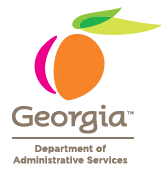 Georgia™
Department of
Administrative Services